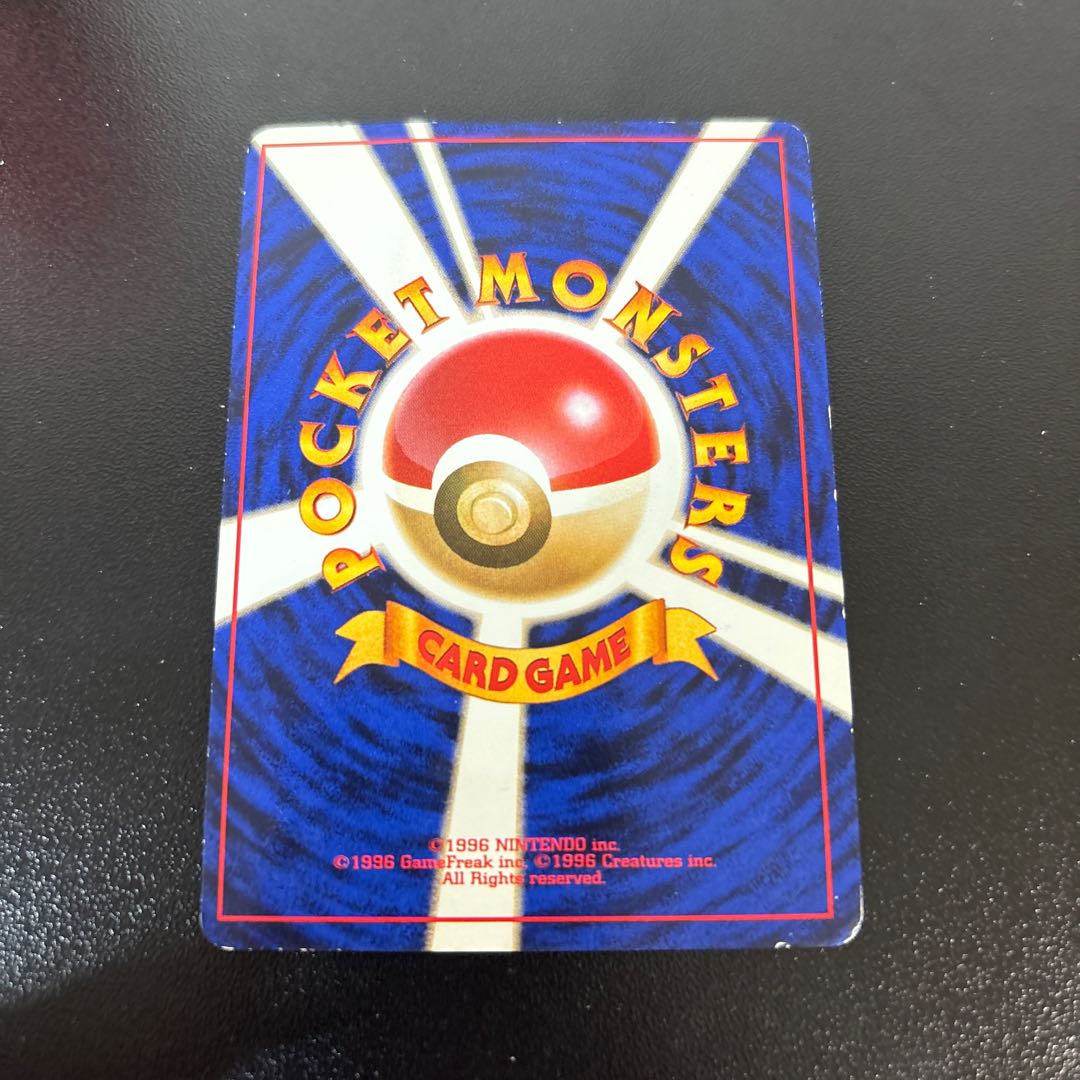 POCKET MONSTERS
CARD GAME
©1996 NINTENDO inc.
©1996 GameFreak inc. ©1996 Creatures inc.
All Rights reserved.